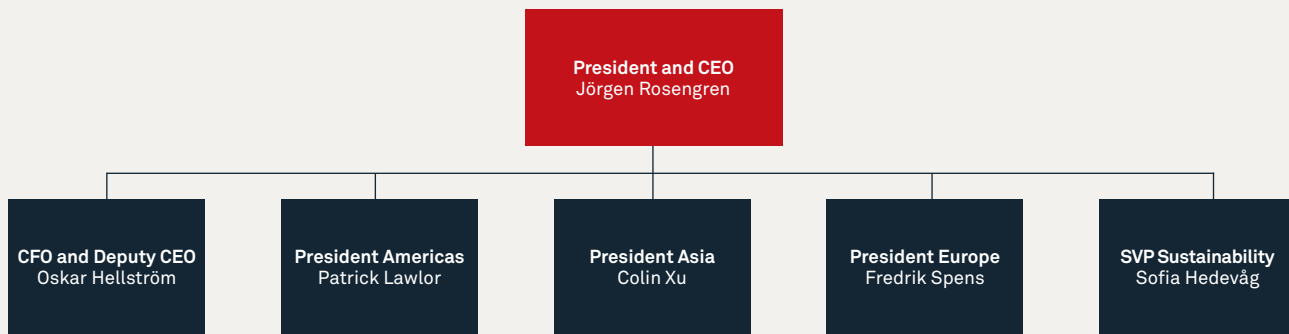 President and CEO
Jörgen Rosengren
CFO and Deputy CEO
Oskar Hellström
President Americas
Patrick Lawlor
President Asia
Colin Xu
President Europe
Fredrik Spens
SVP Sustainability
Sofia Hedevåg